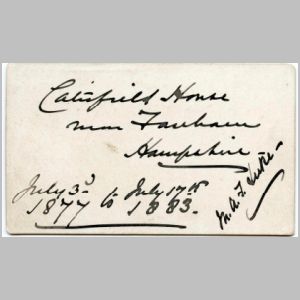 Catisfield House
near Fareham
Hampshire
July 3d to July 17th
1877 1883.
M. A. F.